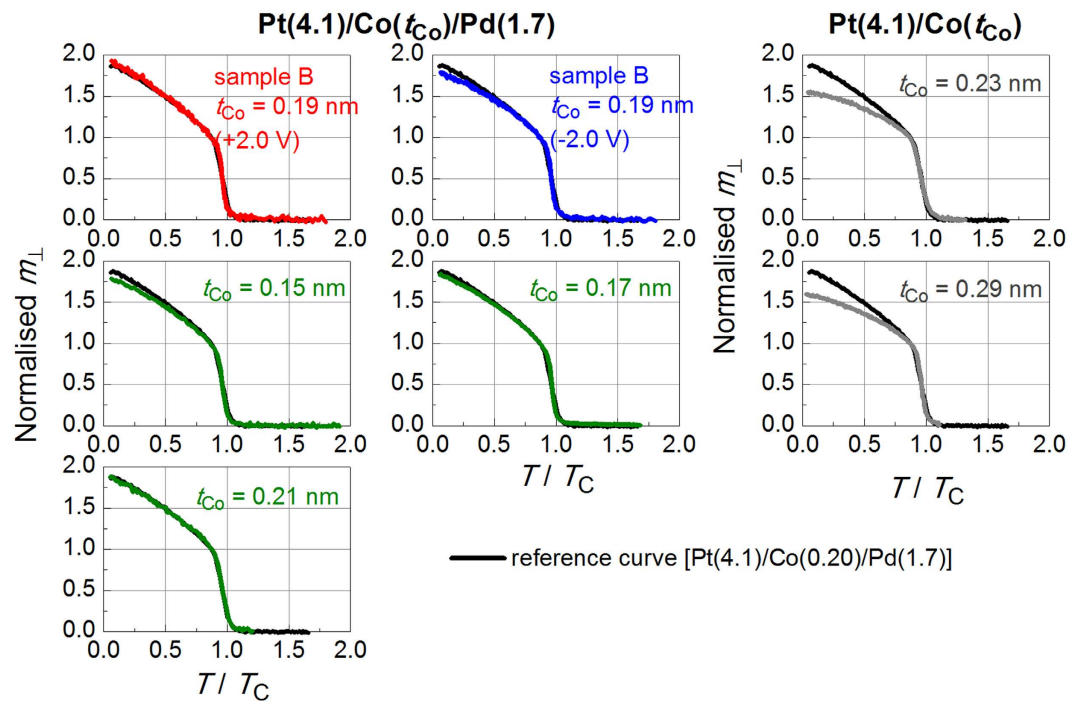 Pt(4.1)/Co(tCo)/Pd(1.7)
Pt(4.1)/Co(tCo)
Normalised m⊥
2.0
1.5
1.0
0.5
0.0
sample B
tCo = 0.19 nm
(+2.0 V)
0.0 0.5 1.0 1.5 2.0
2.0
1.5
1.0
0.5
0.0
sample B
tCo = 0.19 nm
(-2.0 V)
0.0 0.5 1.0 1.5 2.0
Normalised m⊥
2.0
1.5
1.0
0.5
0.0
tCo = 0.23 nm
0.0 0.5 1.0 1.5 2.0
2.0
1.5
1.0
0.5
0.0
tCo = 0.15 nm
0.0 0.5 1.0 1.5 2.0
2.0
1.5
1.0
0.5
0.0
tCo = 0.17 nm
0.0 0.5 1.0 1.5 2.0
T / TC
2.0
1.5
1.0
0.5
0.0
tCo = 0.29 nm
0.0 0.5 1.0 1.5 2.0
T / TC
2.0
1.5
1.0
0.5
0.0
tCo = 0.21 nm
0.0 0.5 1.0 1.5 2.0
T / TC
reference curve [Pt(4.1)/Co(0.20)/Pd(1.7)]